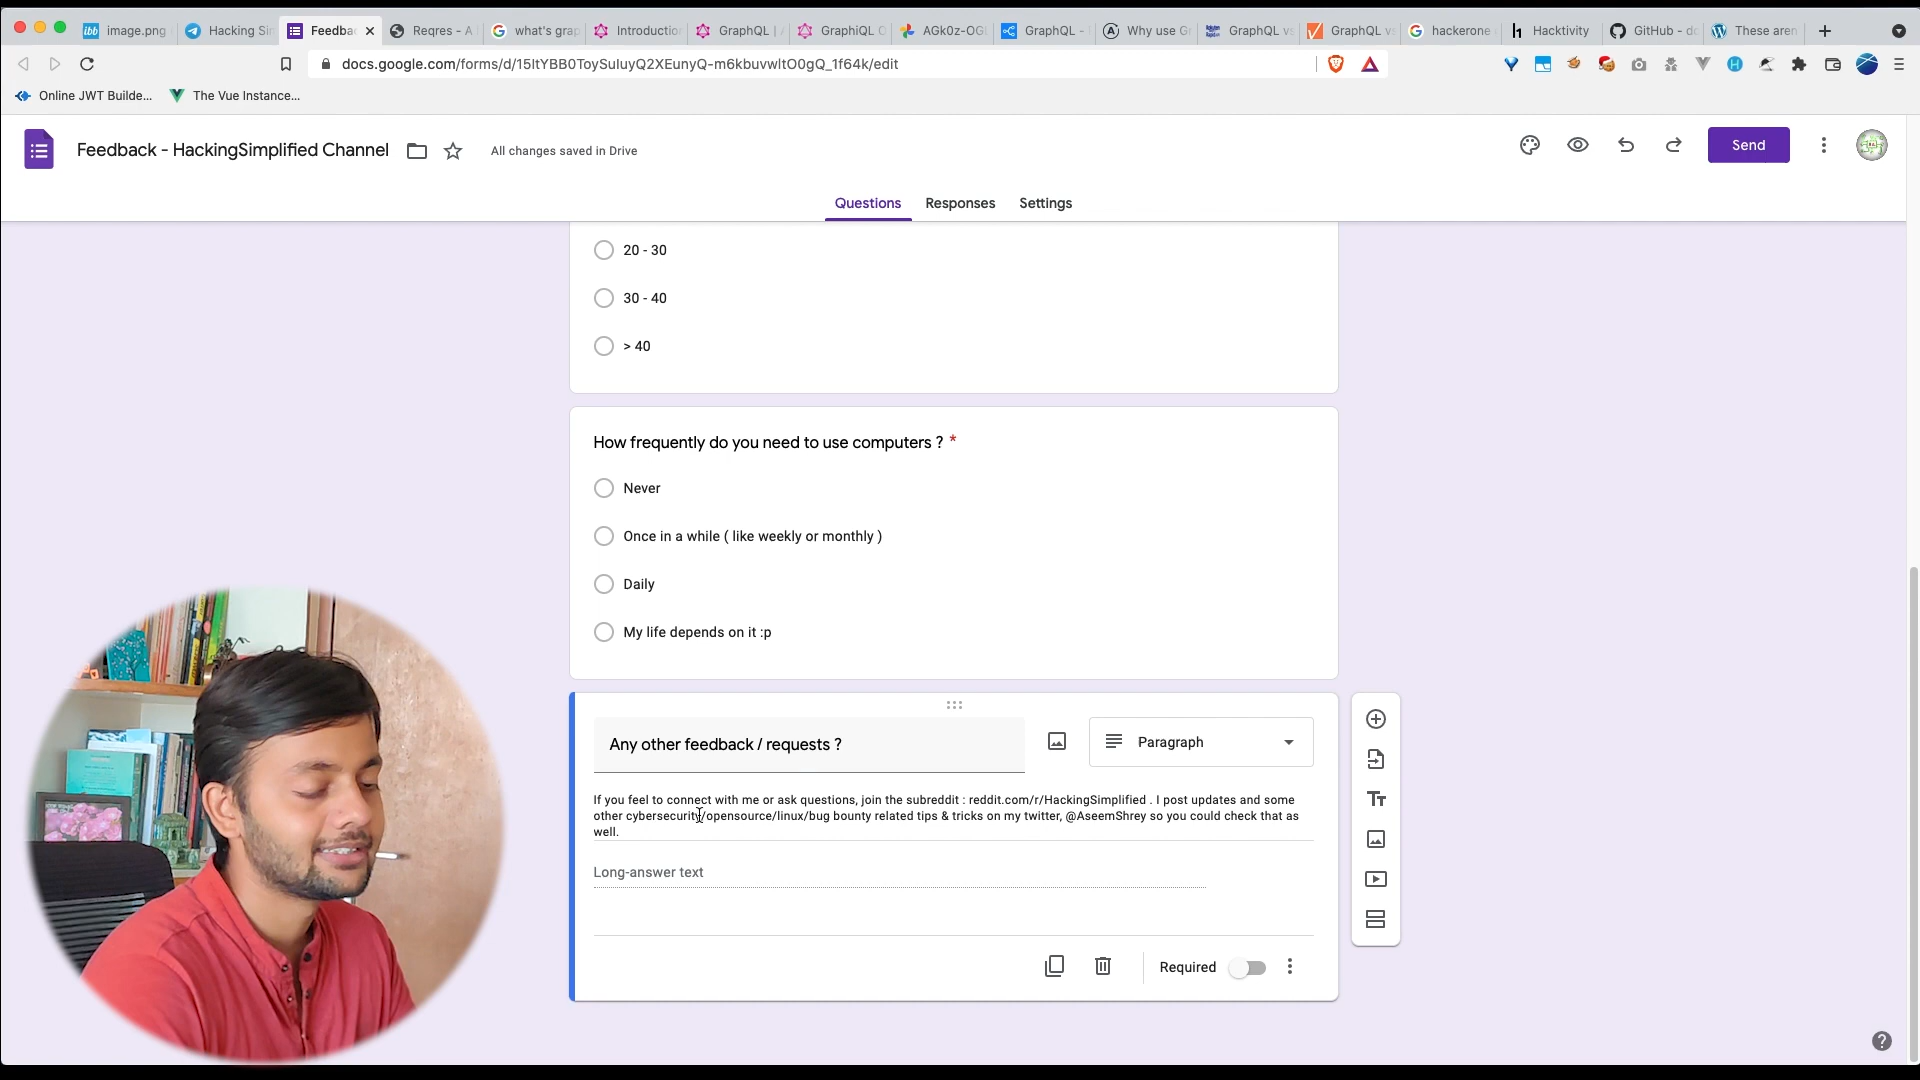 image.png
Hacking Si
Feedba
Reqres - A
what's grap
Introductio
GraphQL | 
GraphiQL
AGk0z-OG
GraphQL -
Why use Gr
GraphQL vs
GraphQL vs
hackerone
Hacktivity
GitHub - do
These aren
docs.google.com/forms/d/15ItYBB0ToySuIuyQ2XEunyQ-m6kbuvwItO0gQ_1f64k/edit
Online JWT Builde...
The Vue Instance...
Feedback - HackingSimplified Channel
All changes saved in Drive
Send
Questions
Responses
Settings
20 - 30
30 - 40
> 40
How frequently do you need to use computers ? *
Never
Once in a while ( like weekly or monthly )
Daily
My life depends on it :p
Any other feedback / requests ?
Paragraph
If you feel to connect with me or ask questions, join the subreddit : reddit.com/r/HackingSimplified . I post updates and some
other cybersecurity/opensource/linux/bug bounty related tips & tricks on my twitter, @AseemShrey so you could check that as
well.
Long-answer text
Required